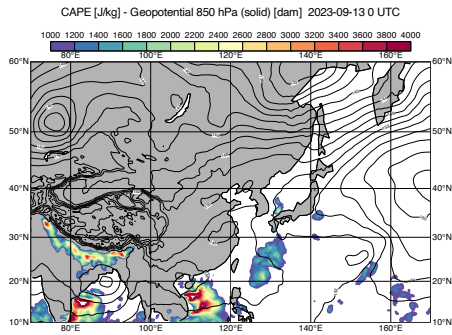 CAPE [J/kg] - Geopotential 850 hPa (solid) [dam] 2023-09-13 0 UTC
1000 1200 1400 1600 1800 2000 2200 2400 2600 2800 3000 3200 3400 3600 3800 4000
80°E 100°E 120°E 140°E 160°E
60°N 60°N
50°N 50°N
40°N 40°N
30°N 30°N
20°N 20°N
10°N 10°N
80°E 100°E 120°E 140°E 160°E